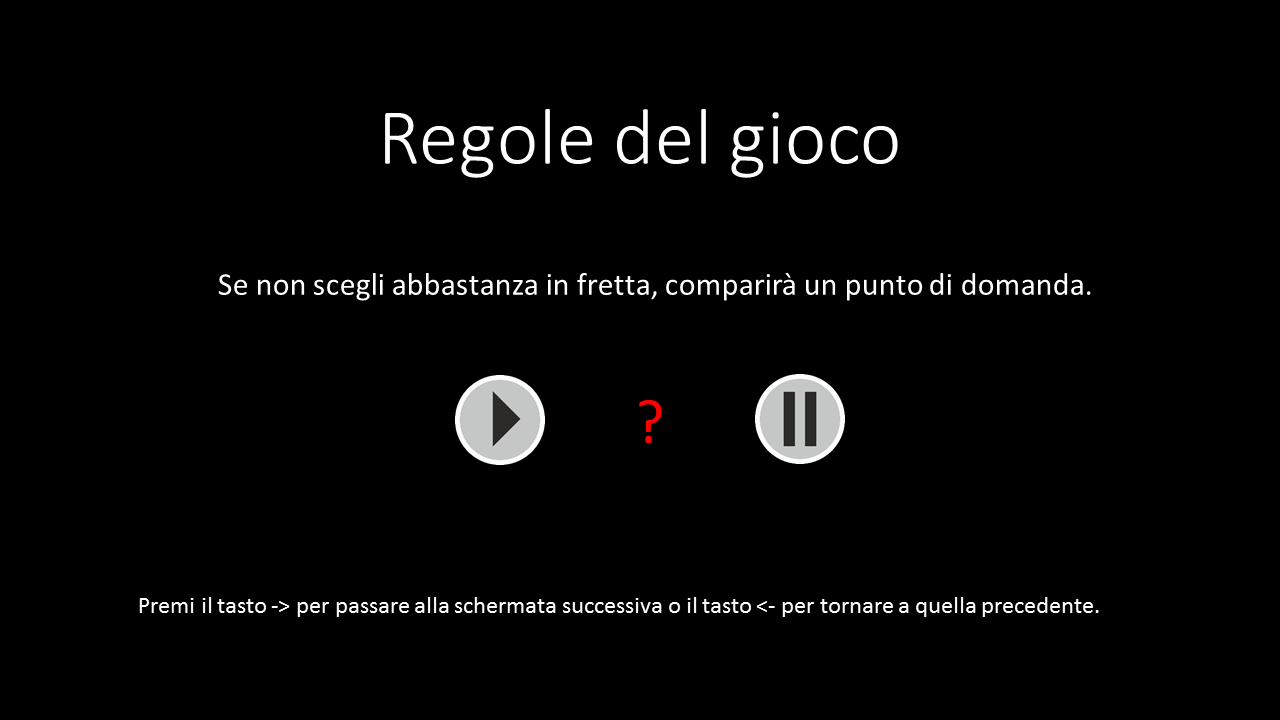 Regole del gioco
Se non scegli abbastanza in fretta, comparirà un punto di domanda.
?
Premi il tasto -> per passare alla schermata successiva o il tasto <- per tornare a quella precedente.